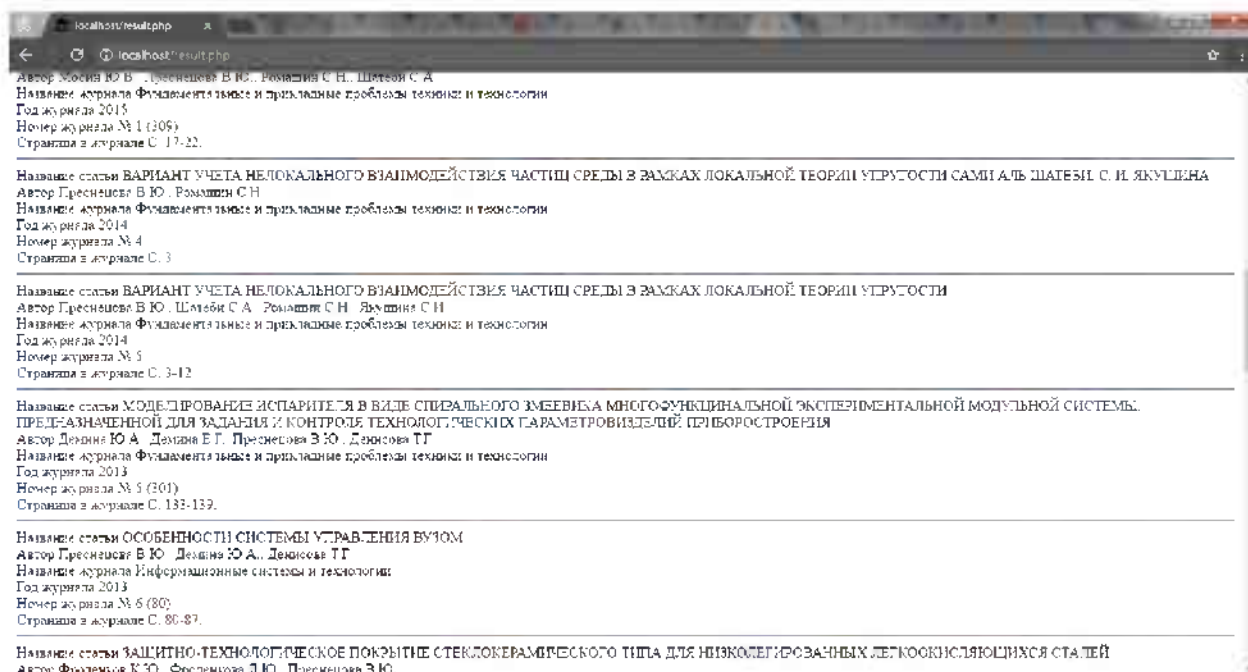 localhost/result.php
localhost/result.php
Автор Мосин Ю В , Преснецова В Ю., Ромашин С Н., Шатеби С А
Название журнала Фундаментальные и прикладные проблемы техники и технологии
Год журнала 2015
Номер журнала № 1 (309)
Страница в журнале С. 17-22.
Название статьи ВАРИАНТ УЧЕТА НЕЛОКАЛЬНОГО ВЗАИМОДЕЙСТВИЯ ЧАСТИЦ СРЕДЫ В РАМКАХ ЛОКАЛЬНОЙ ТЕОРИИ УПРУГОСТИ САМИ АЛЬ ШАТЕБИ, С. И. ЯКУШИНА
Автор Преснецова В Ю , Ромашин С Н
Название журнала Фундаментальные и прикладные проблемы техники и технологии
Год журнала 2014
Номер журнала № 4
Страница в журнале С. 3
Название статьи ВАРИАНТ УЧЕТА НЕЛОКАЛЬНОГО ВЗАИМОДЕЙСТВИЯ ЧАСТИЦ СРЕДЫ В РАМКАХ ЛОКАЛЬНОЙ ТЕОРИИ УПРУГОСТИ
Автор Преснецова В Ю , Шатеби С А , Ромашин С Н , Якушина С И
Название журнала Фундаментальные и прикладные проблемы техники и технологии
Год журнала 2014
Номер журнала № 5
Страница в журнале С. 3-12
Название статьи МОДЕЛИРОВАНИЕ ИСПАРИТЕЛЯ В ВИДЕ СПИРАЛЬНОГО ЗМЕЕВИКА МНОГОФУНКЦИНАЛЬНОЙ ЭКСПЕРИМЕНТАЛЬНОЙ МОДУЛЬНОЙ СИСТЕМЫ,
ПРЕДНАЗНАЧЕННОЙ ДЛЯ ЗАДАНИЯ И КОНТРОЛЯ ТЕХНОЛОГИЧЕСКИХ ПАРАМЕТРОВИЗДЕЛИЙ ПРИБОРОСТРОЕНИЯ
Автор Демина Ю А , Демина Е Г , Преснецова В Ю , Денисова Т Г
Название журнала Фундаментальные и прикладные проблемы техники и технологии
Год журнала 2013
Номер журнала № 5 (301)
Страница в журнале С. 133-139.
Название статьи ОСОБЕННОСТИ СИСТЕМЫ УПРАВЛЕНИЯ ВУЗОМ
Автор Преснецова В Ю , Демина Ю А., Денисова Т Г
Название журнала Информационные системы и технологии
Год журнала 2013
Номер журнала № 6 (80)
Страница в журнале С. 80-87.
Название статьи ЗАЩИТНО-ТЕХНОЛОГИЧЕСКОЕ ПОКРЫТИЕ СТЕКЛОКЕРАМИЧЕСКОГО ТИПА ДЛЯ НИЗКОЛЕГИРОВАННЫХ ЛЕГКООКИСЛЯЮЩИХСЯ СТАЛЕЙ
Автор Фроленков К Ю , Фроленкова Л Ю , Преснецова В Ю